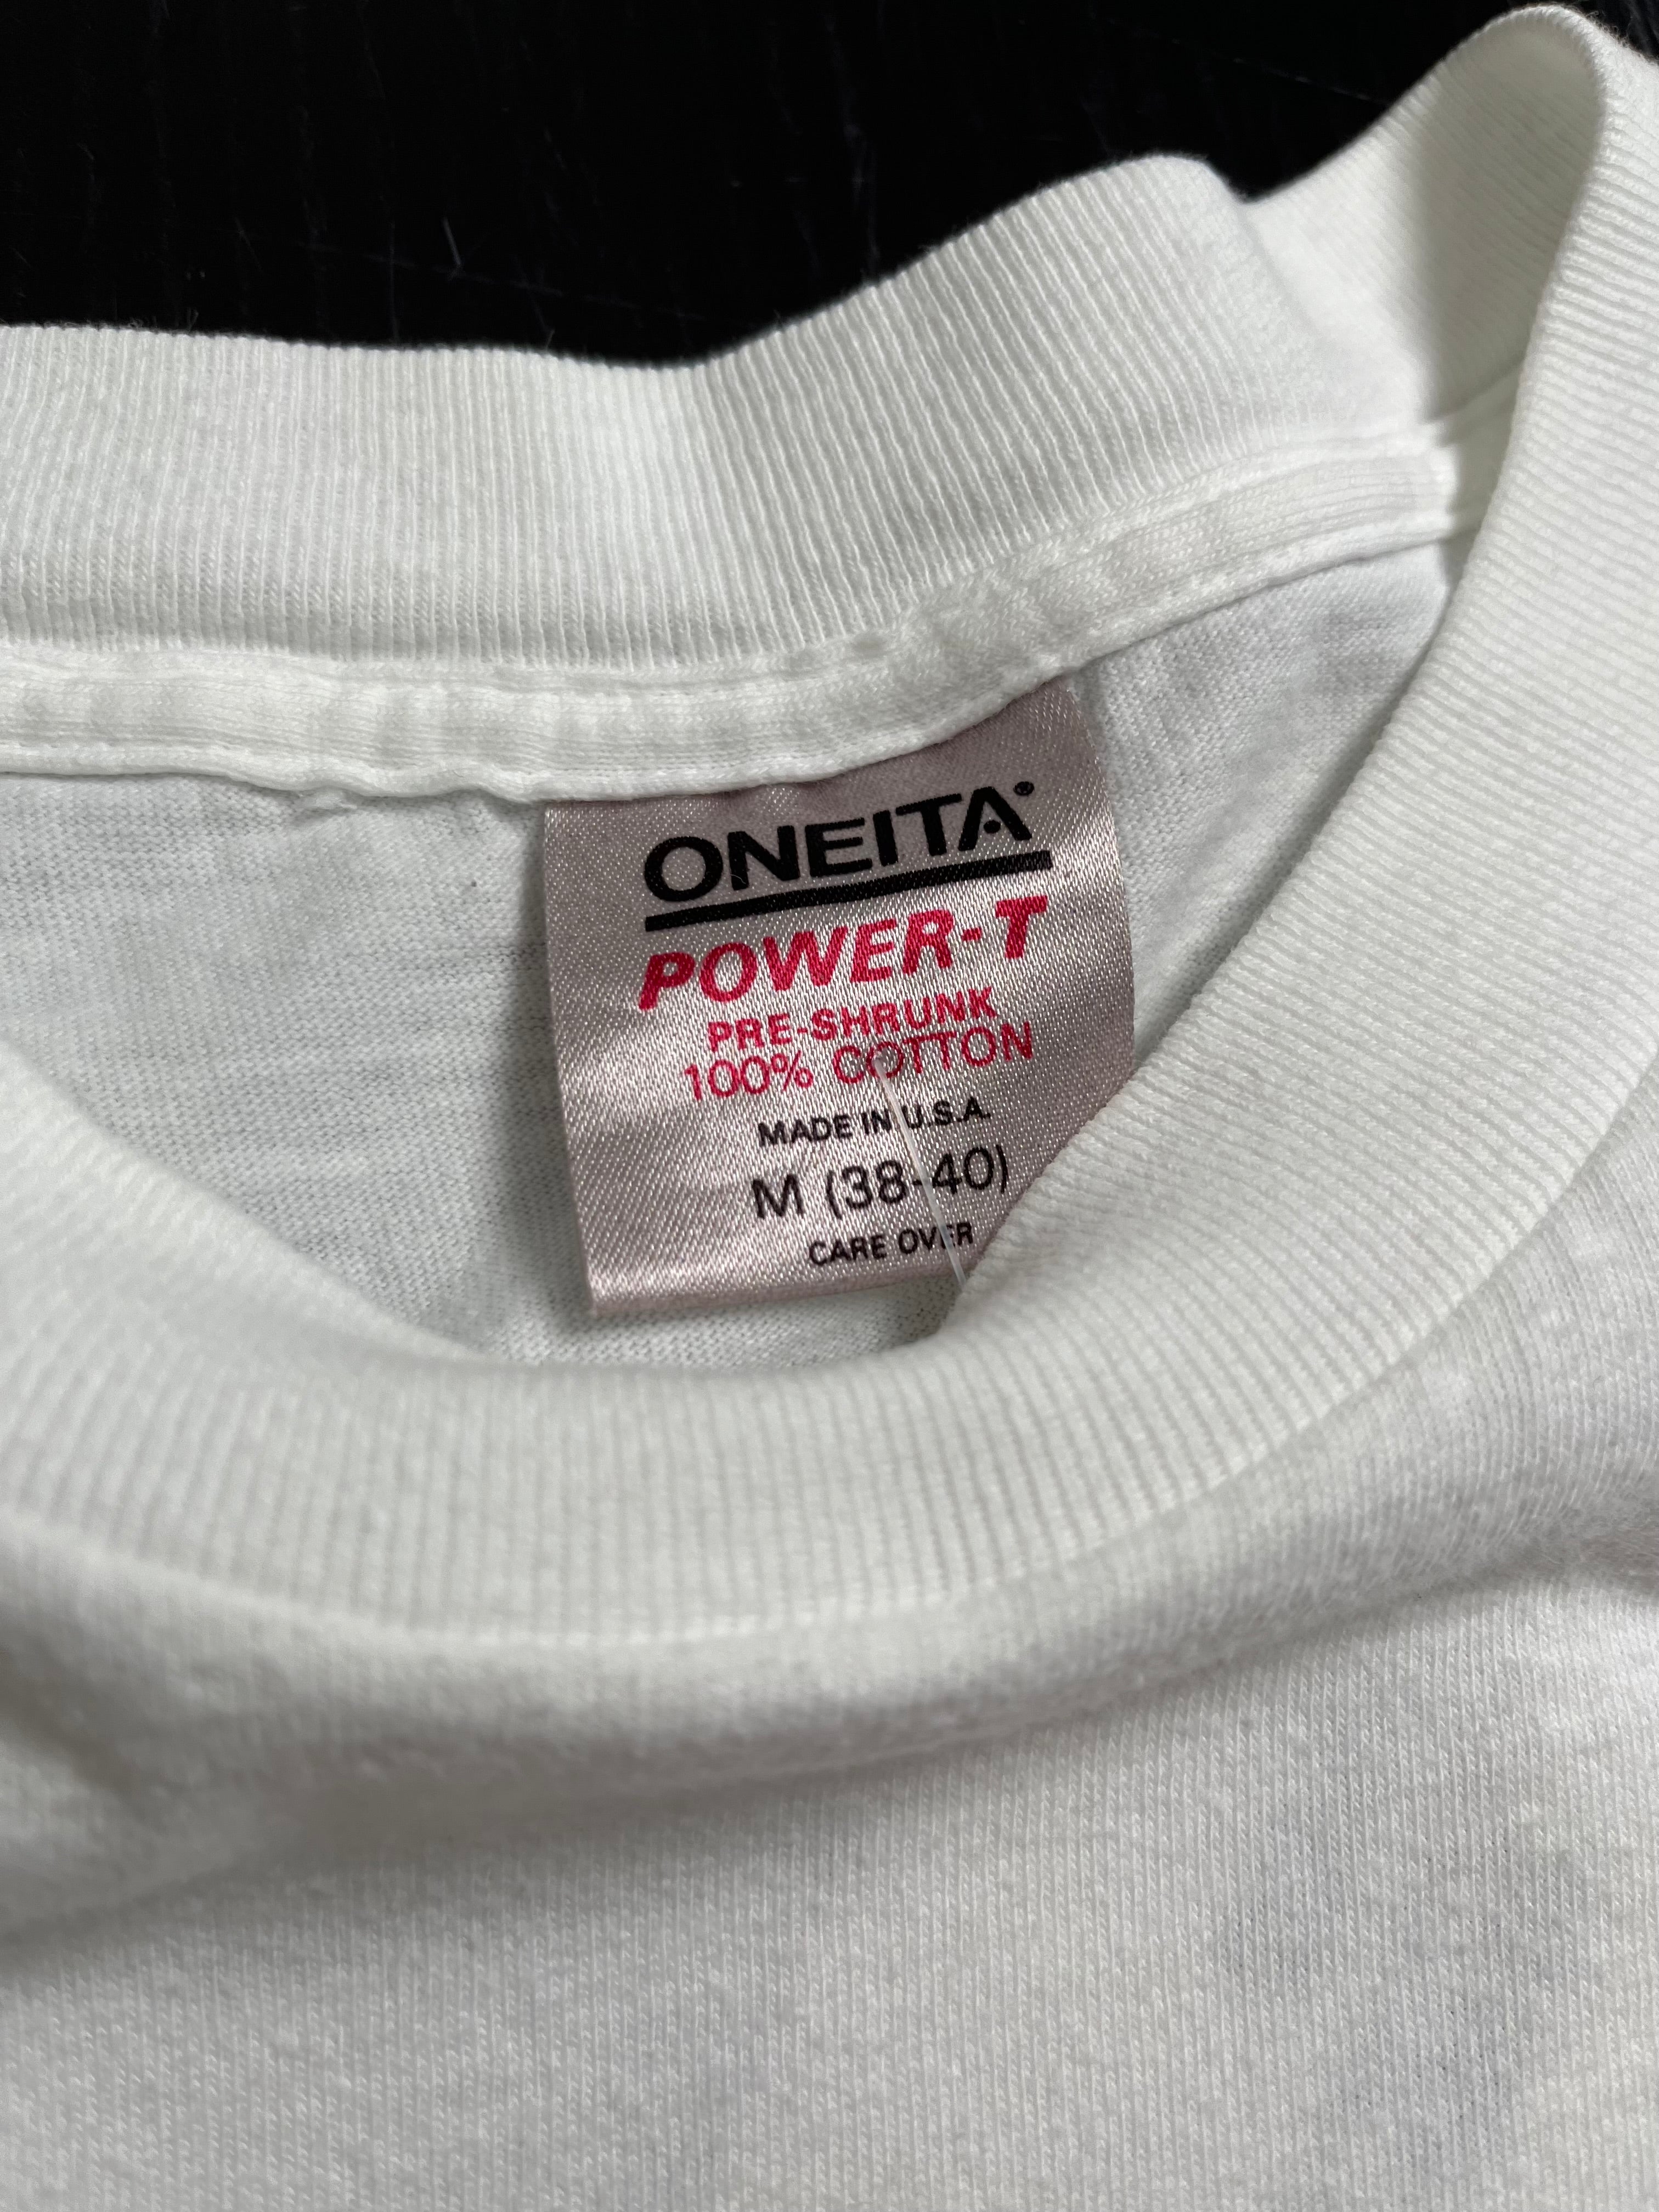 ONEITA®
POWER-T
PRE-SHRUNK
100% COTTON
MADE IN U.S.A.
M (38-40)
CARE OVER